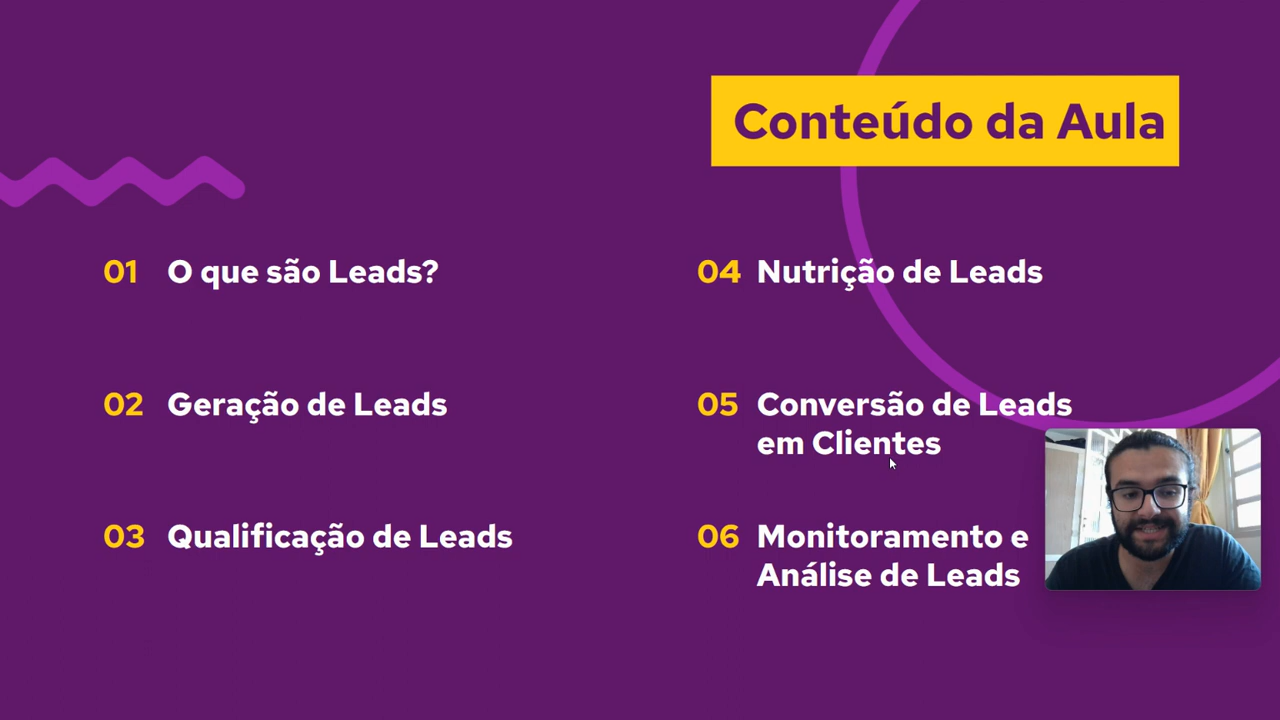 Conteúdo da Aula
01 O que são Leads?
02 Geração de Leads
03 Qualificação de Leads
04 Nutrição de Leads
05 Conversão de Leads
em Clientes
06 Monitoramento e
Análise de Leads